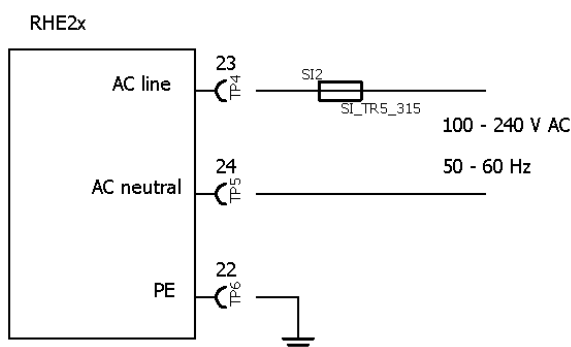 RHE2x
23
AC line
TP4
SI2
SI_TR5_315
100 - 240 V AC
24
50 - 60 Hz
AC neutral
TP5
22
PE
TP6